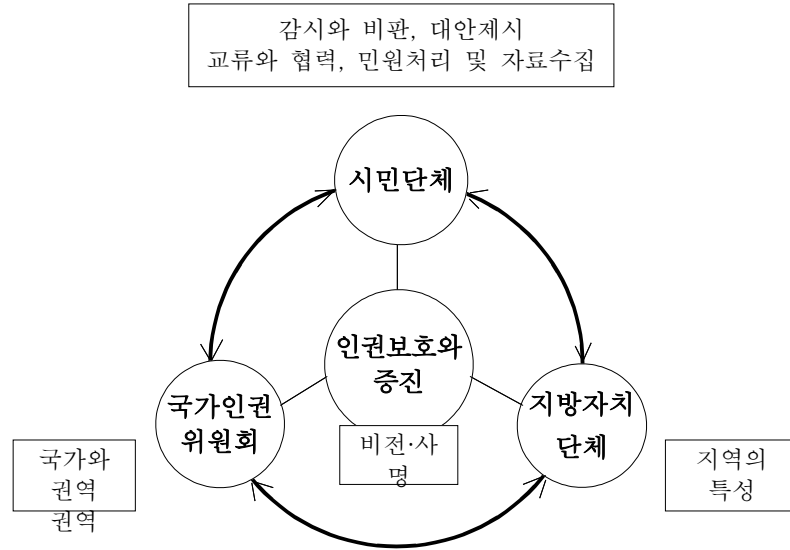 감시와 비판, 대안제시
교류와 협력, 민원처리 및 자료수집
시민단체
인권보호와
증진
국가인권
위원회
지방자치
단체
비전·사
명
국가와
권역
권역
지역의
특성